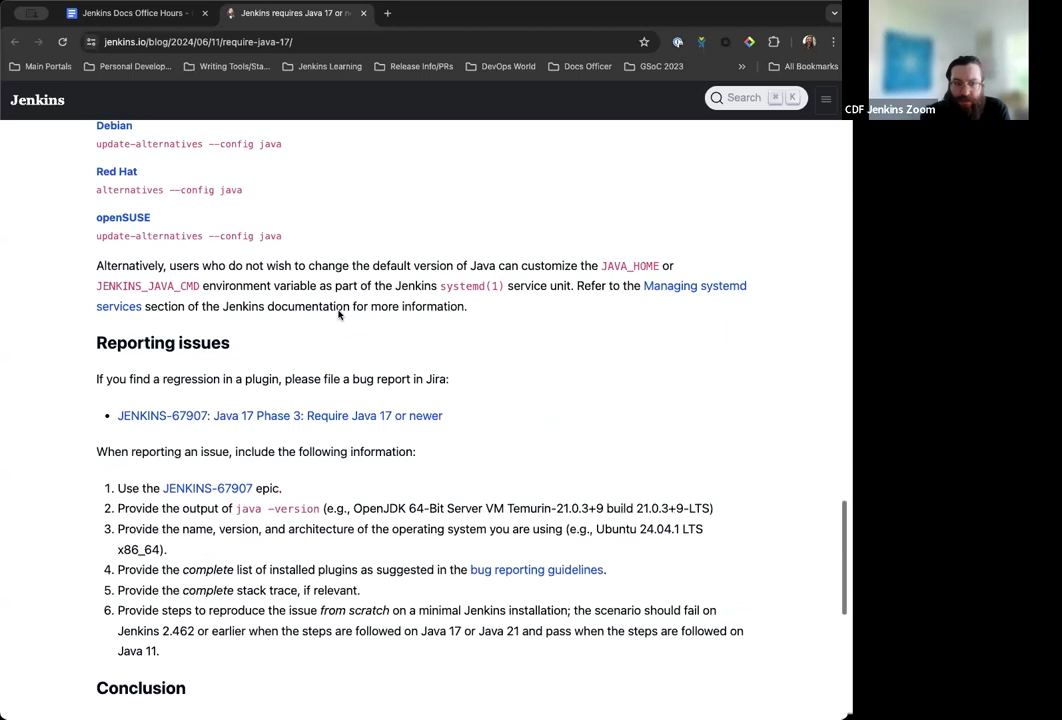 Jenkins Docs Office Hours -
Jenkins requires Java 17 or n
jenkins.io/blog/2024/06/11/require-java-17/
Main Portals
Personal Develop...
Writing Tools/Sta...
Jenkins Learning
Release Info/PRs
DevOps World
Docs Officer
GSoC 2023
»
All Bookmarks
Jenkins
Search ⌘ K
CDF Jenkins Zoom
Debian
update-alternatives --config java
Red Hat
alternatives --config java
openSUSE
update-alternatives --config java
Alternatively, users who do not wish to change the default version of Java can customize the JAVA_HOME or
JENKINS_JAVA_CMD environment variable as part of the Jenkins systemd(1) service unit. Refer to the Managing systemd
services section of the Jenkins documentation for more information.
Reporting issues
If you find a regression in a plugin, please file a bug report in Jira:
• JENKINS-67907: Java 17 Phase 3: Require Java 17 or newer
When reporting an issue, include the following information:
1. Use the JENKINS-67907 epic.
2. Provide the output of java -version (e.g., OpenJDK 64-Bit Server VM Temurin-21.0.3+9 build 21.0.3+9-LTS)
3. Provide the name, version, and architecture of the operating system you are using (e.g., Ubuntu 24.04.1 LTS
x86_64).
4. Provide the complete list of installed plugins as suggested in the bug reporting guidelines.
5. Provide the complete stack trace, if relevant.
6. Provide steps to reproduce the issue from scratch on a minimal Jenkins installation; the scenario should fail on
Jenkins 2.462 or earlier when the steps are followed on Java 17 or Java 21 and pass when the steps are followed on
Java 11.
Conclusion